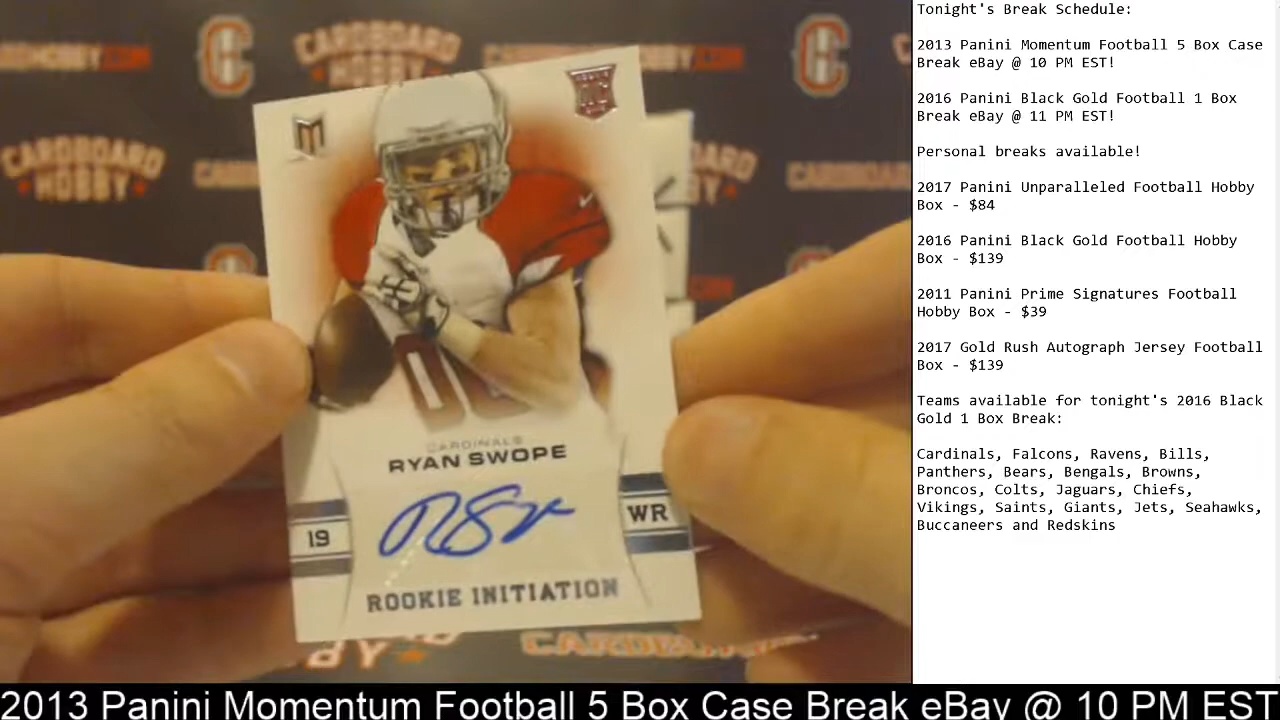 CARDBOARD
HOBBY
CARDBOARD
HOBBY
M
RC
CARDINALS
RYAN SWOPE
19
WR
ROOKIE INITIATION
Tonight's Break Schedule:
2013 Panini Momentum Football 5 Box Case
Break eBay @ 10 PM EST!
2016 Panini Black Gold Football 1 Box
Break eBay @ 11 PM EST!
Personal breaks available!
2017 Panini Unparalleled Football Hobby
Box - $84
2016 Panini Black Gold Football Hobby
Box - $139
2011 Panini Prime Signatures Football
Hobby Box - $39
2017 Gold Rush Autograph Jersey Football
Box - $139
Teams available for tonight's 2016 Black
Gold 1 Box Break:
Cardinals, Falcons, Ravens, Bills,
Panthers, Bears, Bengals, Browns,
Broncos, Colts, Jaguars, Chiefs,
Vikings, Saints, Giants, Jets, Seahawks,
Buccaneers and Redskins
2013 Panini Momentum Football 5 Box Case Break eBay @ 10 PM EST